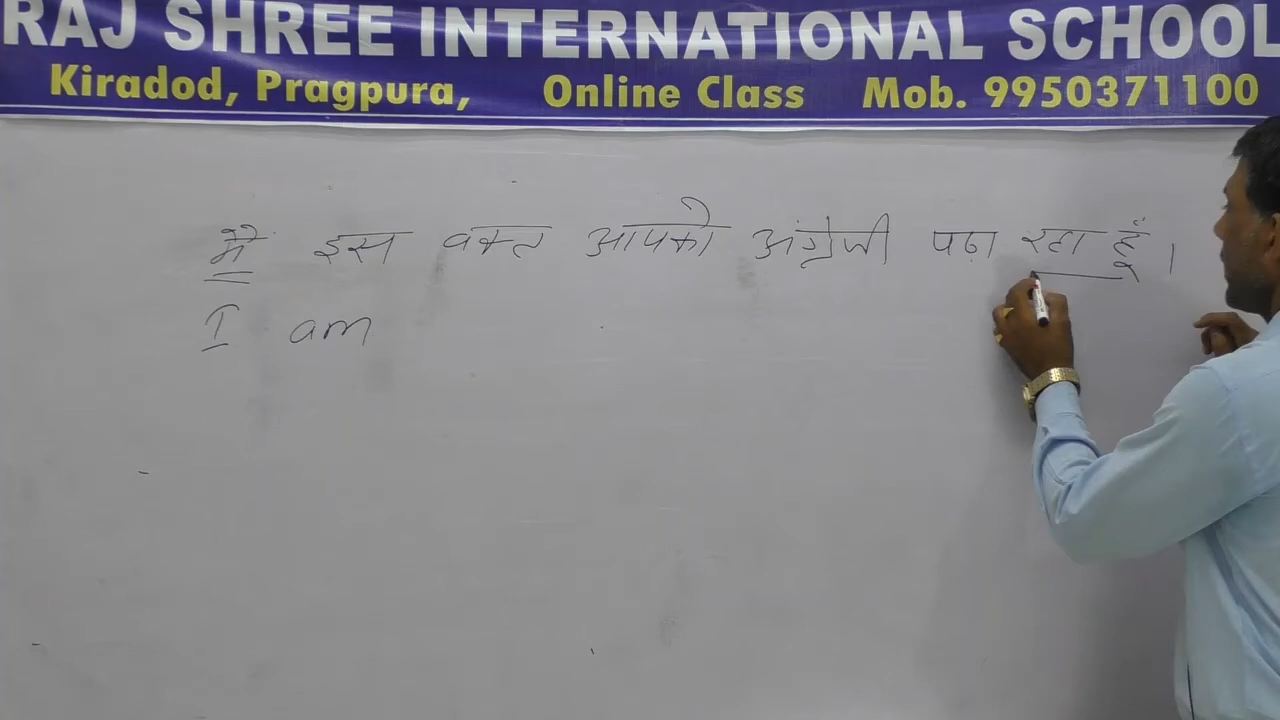 RAJ SHREE INTERNATIONAL SCHOOL
Kiradod, Pragpura, Online Class Mob. 9950371100
मैं इस वक्त आपको अंग्रेजी पढा रहा हूँ।
I am